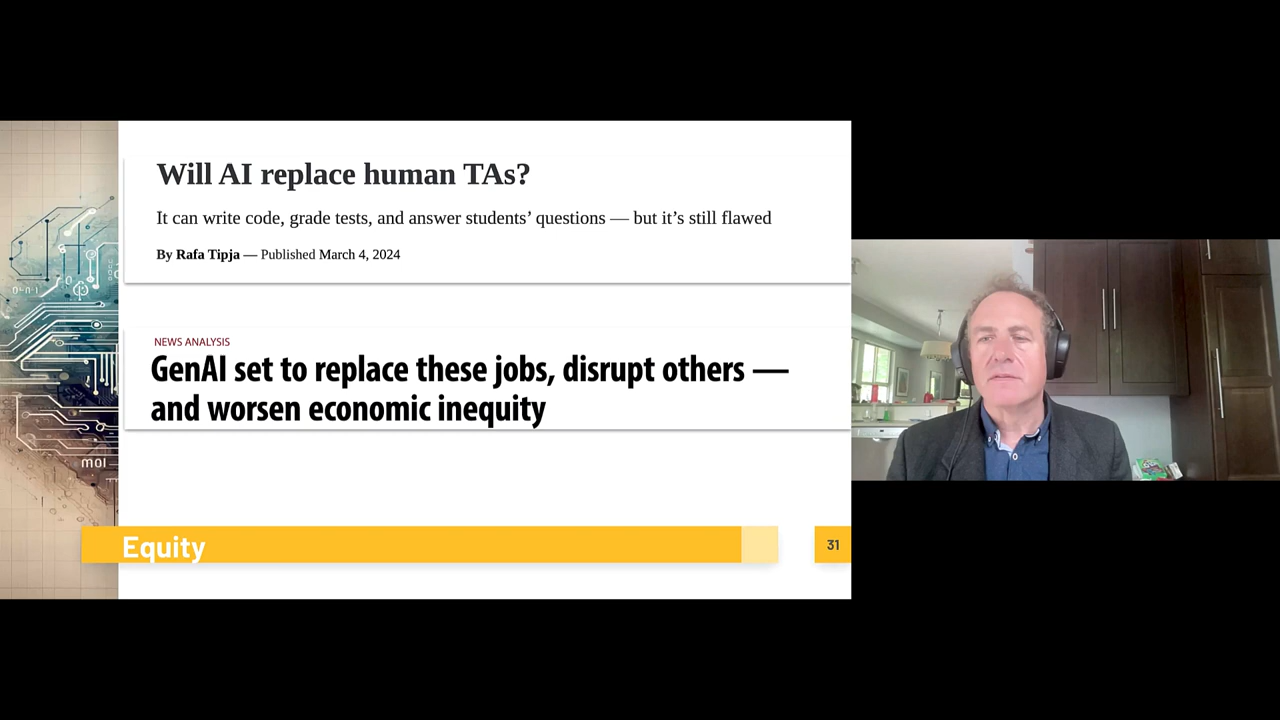 Will AI replace human TAs?
It can write code, grade tests, and answer students’ questions — but it’s still flawed
By Rafa Tipja — Published March 4, 2024
NEWS ANALYSIS
GenAI set to replace these jobs, disrupt others —
and worsen economic inequity
MOI
Equity
31